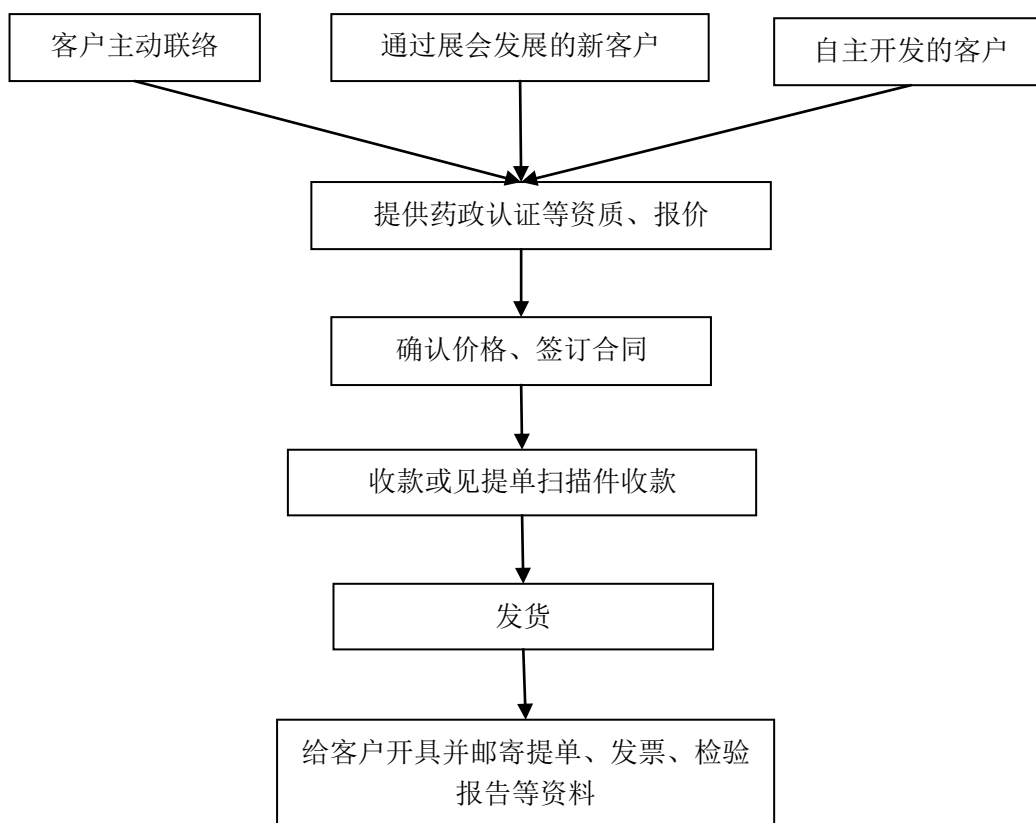 客户主动联络
通过展会发展的新客户
自主开发的客户
提供药政认证等资质、报价
确认价格、签订合同
收款或见提单扫描件收款
发货
给客户开具并邮寄提单、发票、检验
报告等资料